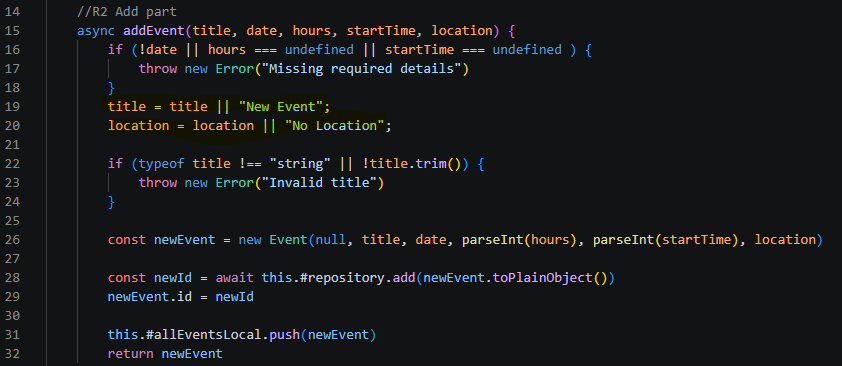 14 //R2 Add part
15 async addEvent(title, date, hours, startTime, location) {
16 if (!date || hours === undefined || startTime === undefined ) {
17 throw new Error("Missing required details")
18 }
19 title = title || "New Event";
20 location = location || "No Location";
21
22 if (typeof title !== "string" || !title.trim()) {
23 throw new Error("Invalid title")
24 }
25
26 const newEvent = new Event(null, title, date, parseInt(hours), parseInt(startTime), location)
27
28 const newId = await this.#repository.add(newEvent.toPlainObject())
29 newEvent.id = newId
30
31 this.#allEventsLocal.push(newEvent)
32 return newEvent